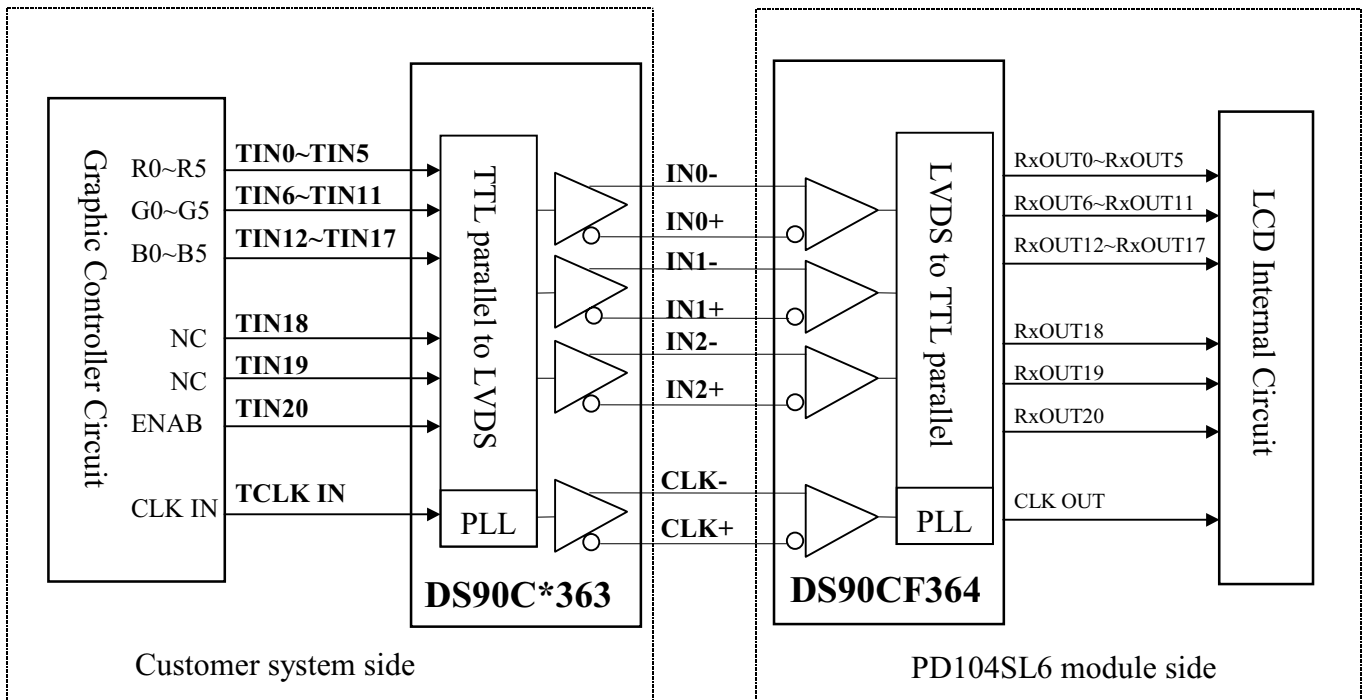 Graphic Controller Circuit
R0~R5
G0~G5
B0~B5
NC
NC
ENAB
CLK IN
TIN0~TIN5
TIN6~TIN11
TIN12~TIN17
TIN18
TIN19
TIN20
TCLK IN
TTL parallel to LVDS
PLL
DS90C*363
IN0-
IN0+
IN1-
IN1+
IN2-
IN2+
CLK-
CLK+
LVDS to TTL parallel
PLL
DS90CF364
RxOUT0~RxOUT5
RxOUT6~RxOUT11
RxOUT12~RxOUT17
RxOUT18
RxOUT19
RxOUT20
CLK OUT
LCD Internal Circuit
Customer system side
PD104SL6 module side